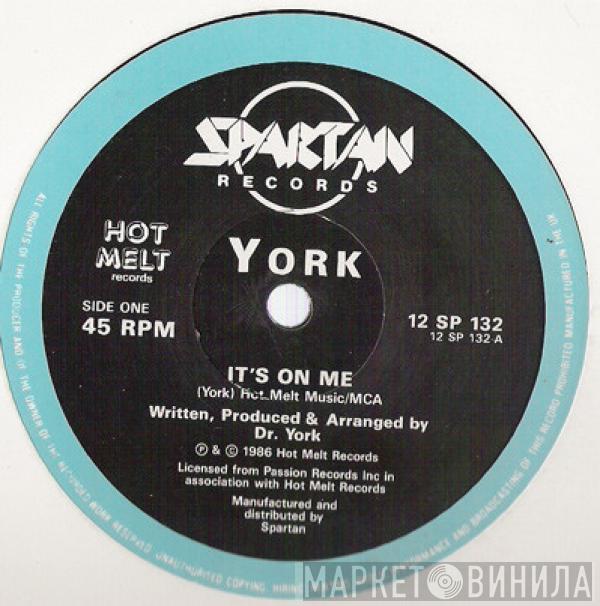 SPARTAN
RECORDS
HOT
MELT
records
YORK
SIDE ONE
45 RPM
12 SP 132
12 SP 132-A
IT'S ON ME
(York) Hot Melt Music/MCA
Written, Produced & Arranged by
Dr. York
℗ & © 1986 Hot Melt Records
Licensed from Passion Records Inc in
association with Hot Melt Records
Manufactured and
distributed by
Spartan
ALL RIGHTS OF THE PRODUCER AND OF THE OWNER OF THE RECORDED WORK RESERVED UNAUTHORISED COPYING, HIRING,
PERFORMANCE AND BROADCASTING OF THIS RECORD PROHIBITED MANUFACTURED IN THE UK
МАРКЕТ ВИНИЛА